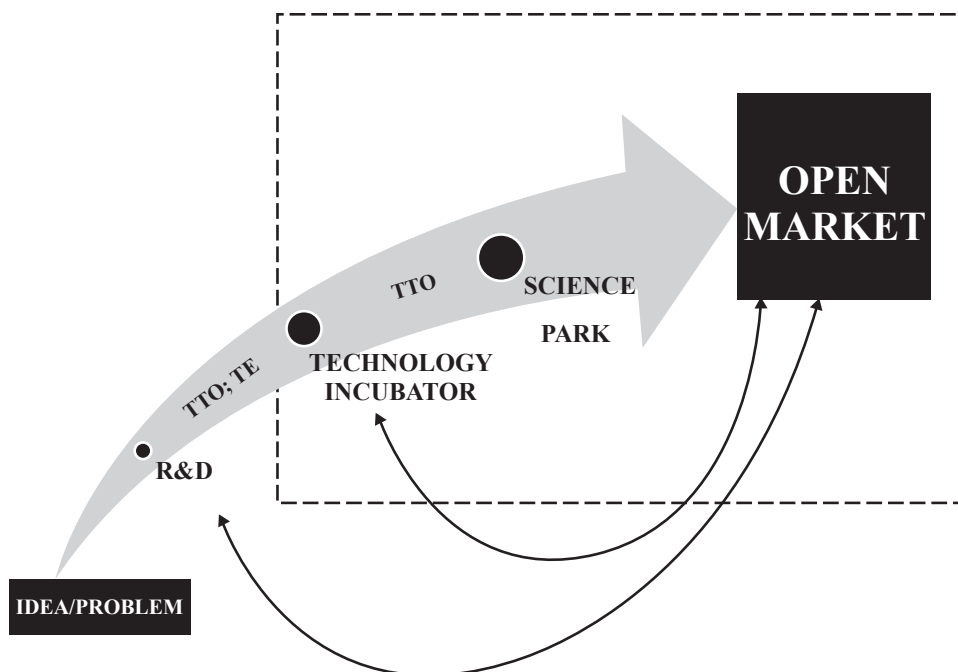 OPEN
MARKET
TTO
SCIENCE
PARK
TTO; TE
TECHNOLOGY
INCUBATOR
R&D
IDEA/PROBLEM